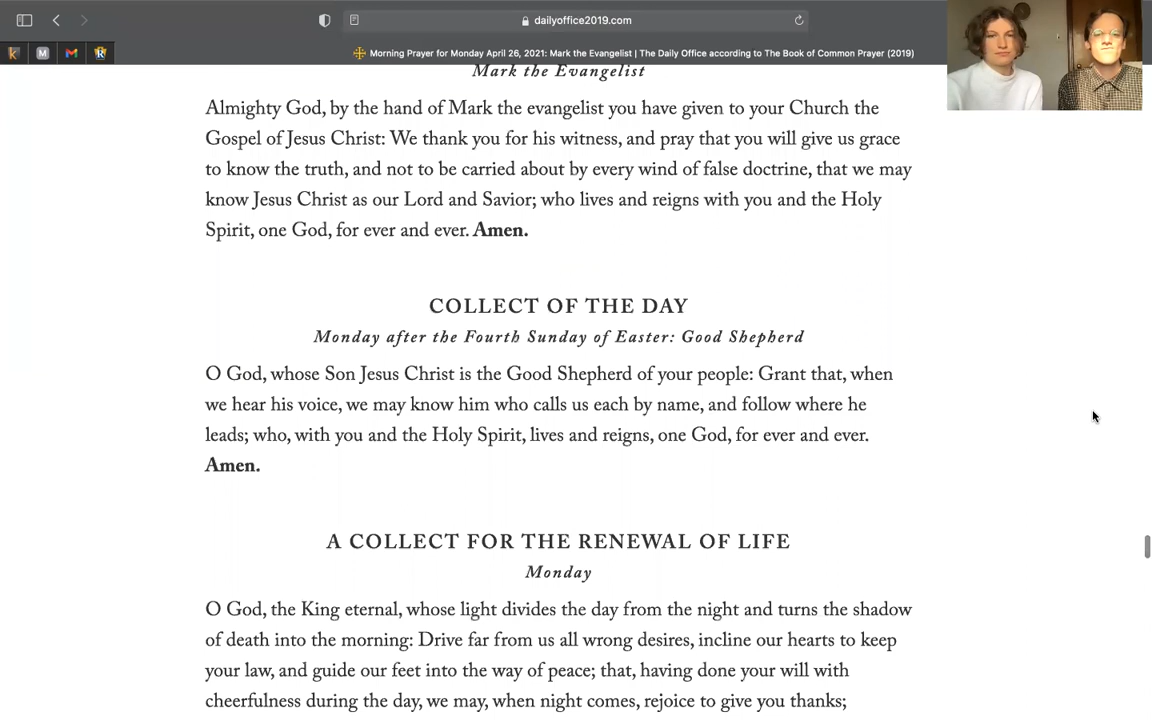 dailyoffice2019.com
Morning Prayer for Monday April 26, 2021: Mark the Evangelist | The Daily Office according to The Book of Common Prayer (2019)
Mark the Evangelist
Almighty God, by the hand of Mark the evangelist you have given to your Church the
Gospel of Jesus Christ: We thank you for his witness, and pray that you will give us grace
to know the truth, and not to be carried about by every wind of false doctrine, that we may
know Jesus Christ as our Lord and Savior; who lives and reigns with you and the Holy
Spirit, one God, for ever and ever. Amen.
COLLECT OF THE DAY
Monday after the Fourth Sunday of Easter: Good Shepherd
O God, whose Son Jesus Christ is the Good Shepherd of your people: Grant that, when
we hear his voice, we may know him who calls us each by name, and follow where he
leads; who, with you and the Holy Spirit, lives and reigns, one God, for ever and ever.
Amen.
A COLLECT FOR THE RENEWAL OF LIFE
Monday
O God, the King eternal, whose light divides the day from the night and turns the shadow
of death into the morning: Drive far from us all wrong desires, incline our hearts to keep
your law, and guide our feet into the way of peace; that, having done your will with
cheerfulness during the day, we may, when night comes, rejoice to give you thanks;